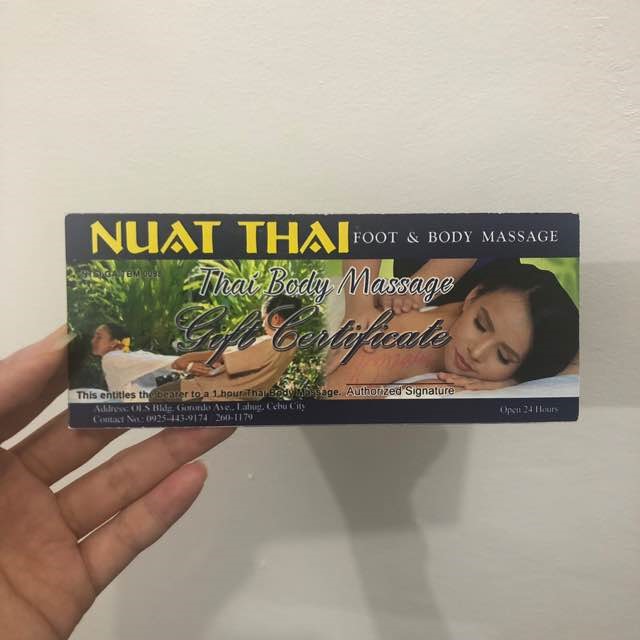 NUAT THAI FOOT & BODY MASSAGE
Thai Body Massage
Gift Certificate
This entitles the bearer to a 1 hour Thai Body Massage. Authorized Signature
Address: OLS Bldg. Gorordo Ave., Lahug, Cebu City
Contact No.: 0925-443-9174 260-1179 Open 24 Hours